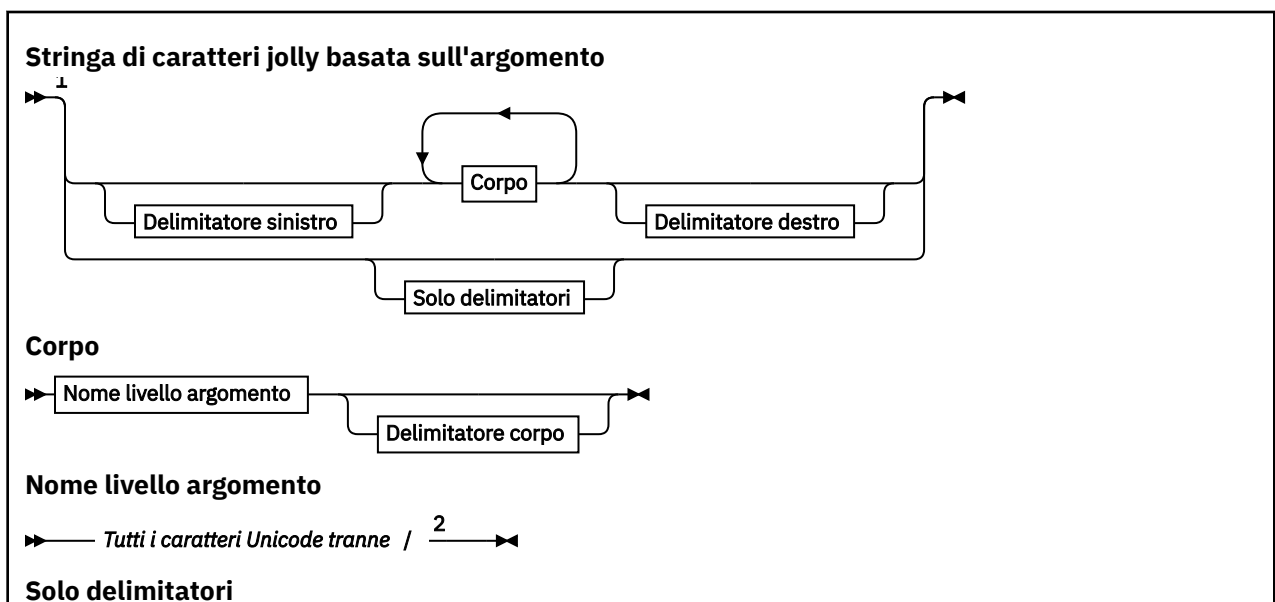 Stringa di caratteri jolly basata sull'argomento
1
Corpo
Delimitatore sinistro
Delimitatore destro
Solo delimitatori
Corpo
Nome livello argomento
Delimitatore corpo
Nome livello argomento
Tutti i caratteri Unicode tranne / 2
Solo delimitatori